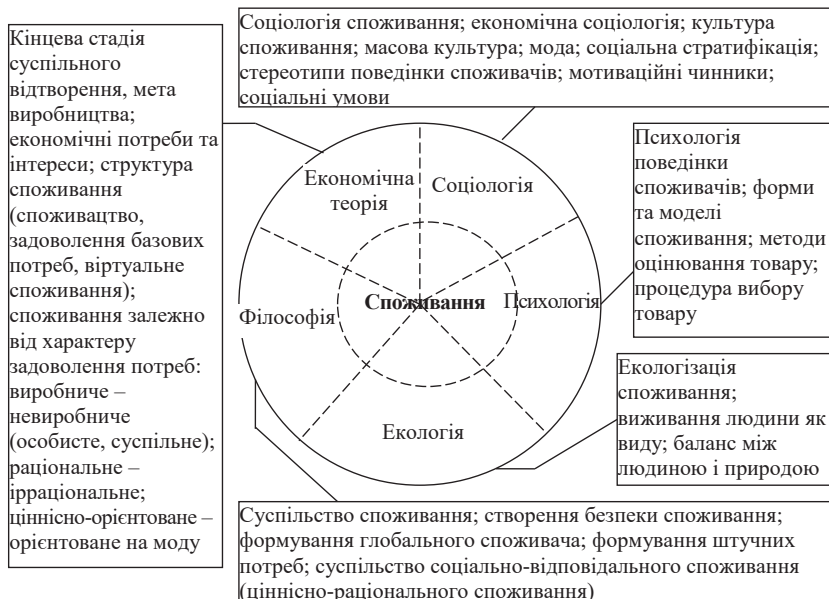 Соціологія споживання; економічна соціологія; культура
споживання; масова культура; мода; соціальна стратифікація;
стереотипи поведінки споживачів; мотиваційні чинники;
соціальні умови
Кінцева стадія
суспільного
відтворення, мета
виробництва;
економічні потреби та
інтереси; структура
споживання
(споживацтво,
задоволення базових
потреб, віртуальне
споживання);
споживання залежно
від характеру
задоволення потреб:
виробниче –
невиробниче
(особисте, суспільне);
раціональне –
ірраціональне;
ціннісно-орієнтоване –
орієнтоване на моду
Економічна
теорія
Соціологія
Філософія
Споживання
Психологія
Екологія
Психологія
поведінки
споживачів; форми
та моделі
споживання; методи
оцінювання товару;
процедура вибору
товару
Екологізація
споживання;
виживання людини як
виду; баланс між
людиною і природою
Суспільство споживання; створення безпеки споживання;
формування глобального споживача; формування штучних
потреб; суспільство соціально-відповідального споживання
(ціннісно-раціонального споживання)